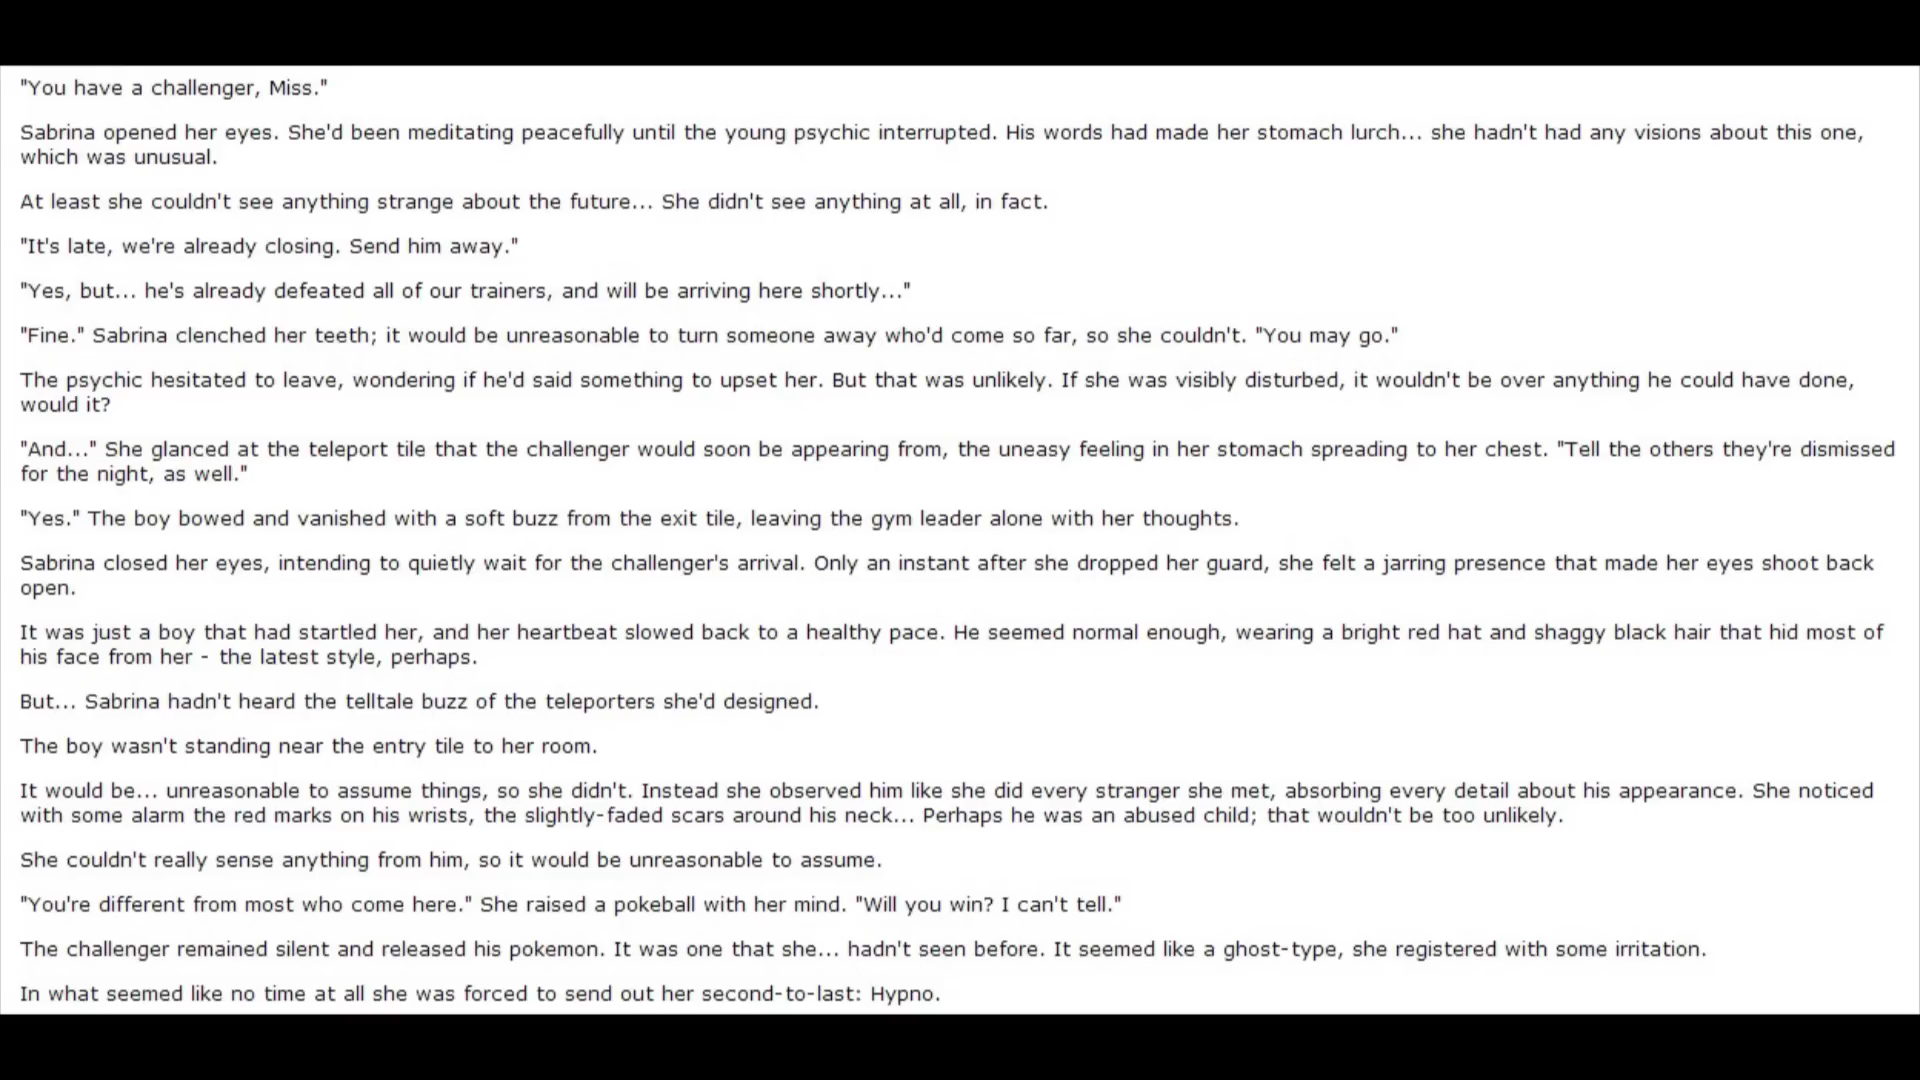 "You have a challenger, Miss."
Sabrina opened her eyes. She'd been meditating peacefully until the young psychic interrupted. His words had made her stomach lurch... she hadn't had any visions about this one,
which was unusual.
At least she couldn't see anything strange about the future... She didn't see anything at all, in fact.
"It's late, we're already closing. Send him away."
"Yes, but... he's already defeated all of our trainers, and will be arriving here shortly..."
"Fine." Sabrina clenched her teeth; it would be unreasonable to turn someone away who'd come so far, so she couldn't. "You may go."
The psychic hesitated to leave, wondering if he'd said something to upset her. But that was unlikely. If she was visibly disturbed, it wouldn't be over anything he could have done,
would it?
"And..." She glanced at the teleport tile that the challenger would soon be appearing from, the uneasy feeling in her stomach spreading to her chest. "Tell the others they're dismissed
for the night, as well."
"Yes." The boy bowed and vanished with a soft buzz from the exit tile, leaving the gym leader alone with her thoughts.
Sabrina closed her eyes, intending to quietly wait for the challenger's arrival. Only an instant after she dropped her guard, she felt a jarring presence that made her eyes shoot back
open.
It was just a boy that had startled her, and her heartbeat slowed back to a healthy pace. He seemed normal enough, wearing a bright red hat and shaggy black hair that hid most of
his face from her - the latest style, perhaps.
But... Sabrina hadn't heard the telltale buzz of the teleporters she'd designed.
The boy wasn't standing near the entry tile to her room.
It would be... unreasonable to assume things, so she didn't. Instead she observed him like she did every stranger she met, absorbing every detail about his appearance. She noticed
with some alarm the red marks on his wrists, the slightly-faded scars around his neck... Perhaps he was an abused child; that wouldn't be too unlikely.
She couldn't really sense anything from him, so it would be unreasonable to assume.
"You're different from most who come here." She raised a pokeball with her mind. "Will you win? I can't tell."
The challenger remained silent and released his pokemon. It was one that she... hadn't seen before. It seemed like a ghost-type, she registered with some irritation.
In what seemed like no time at all she was forced to send out her second-to-last: Hypno.